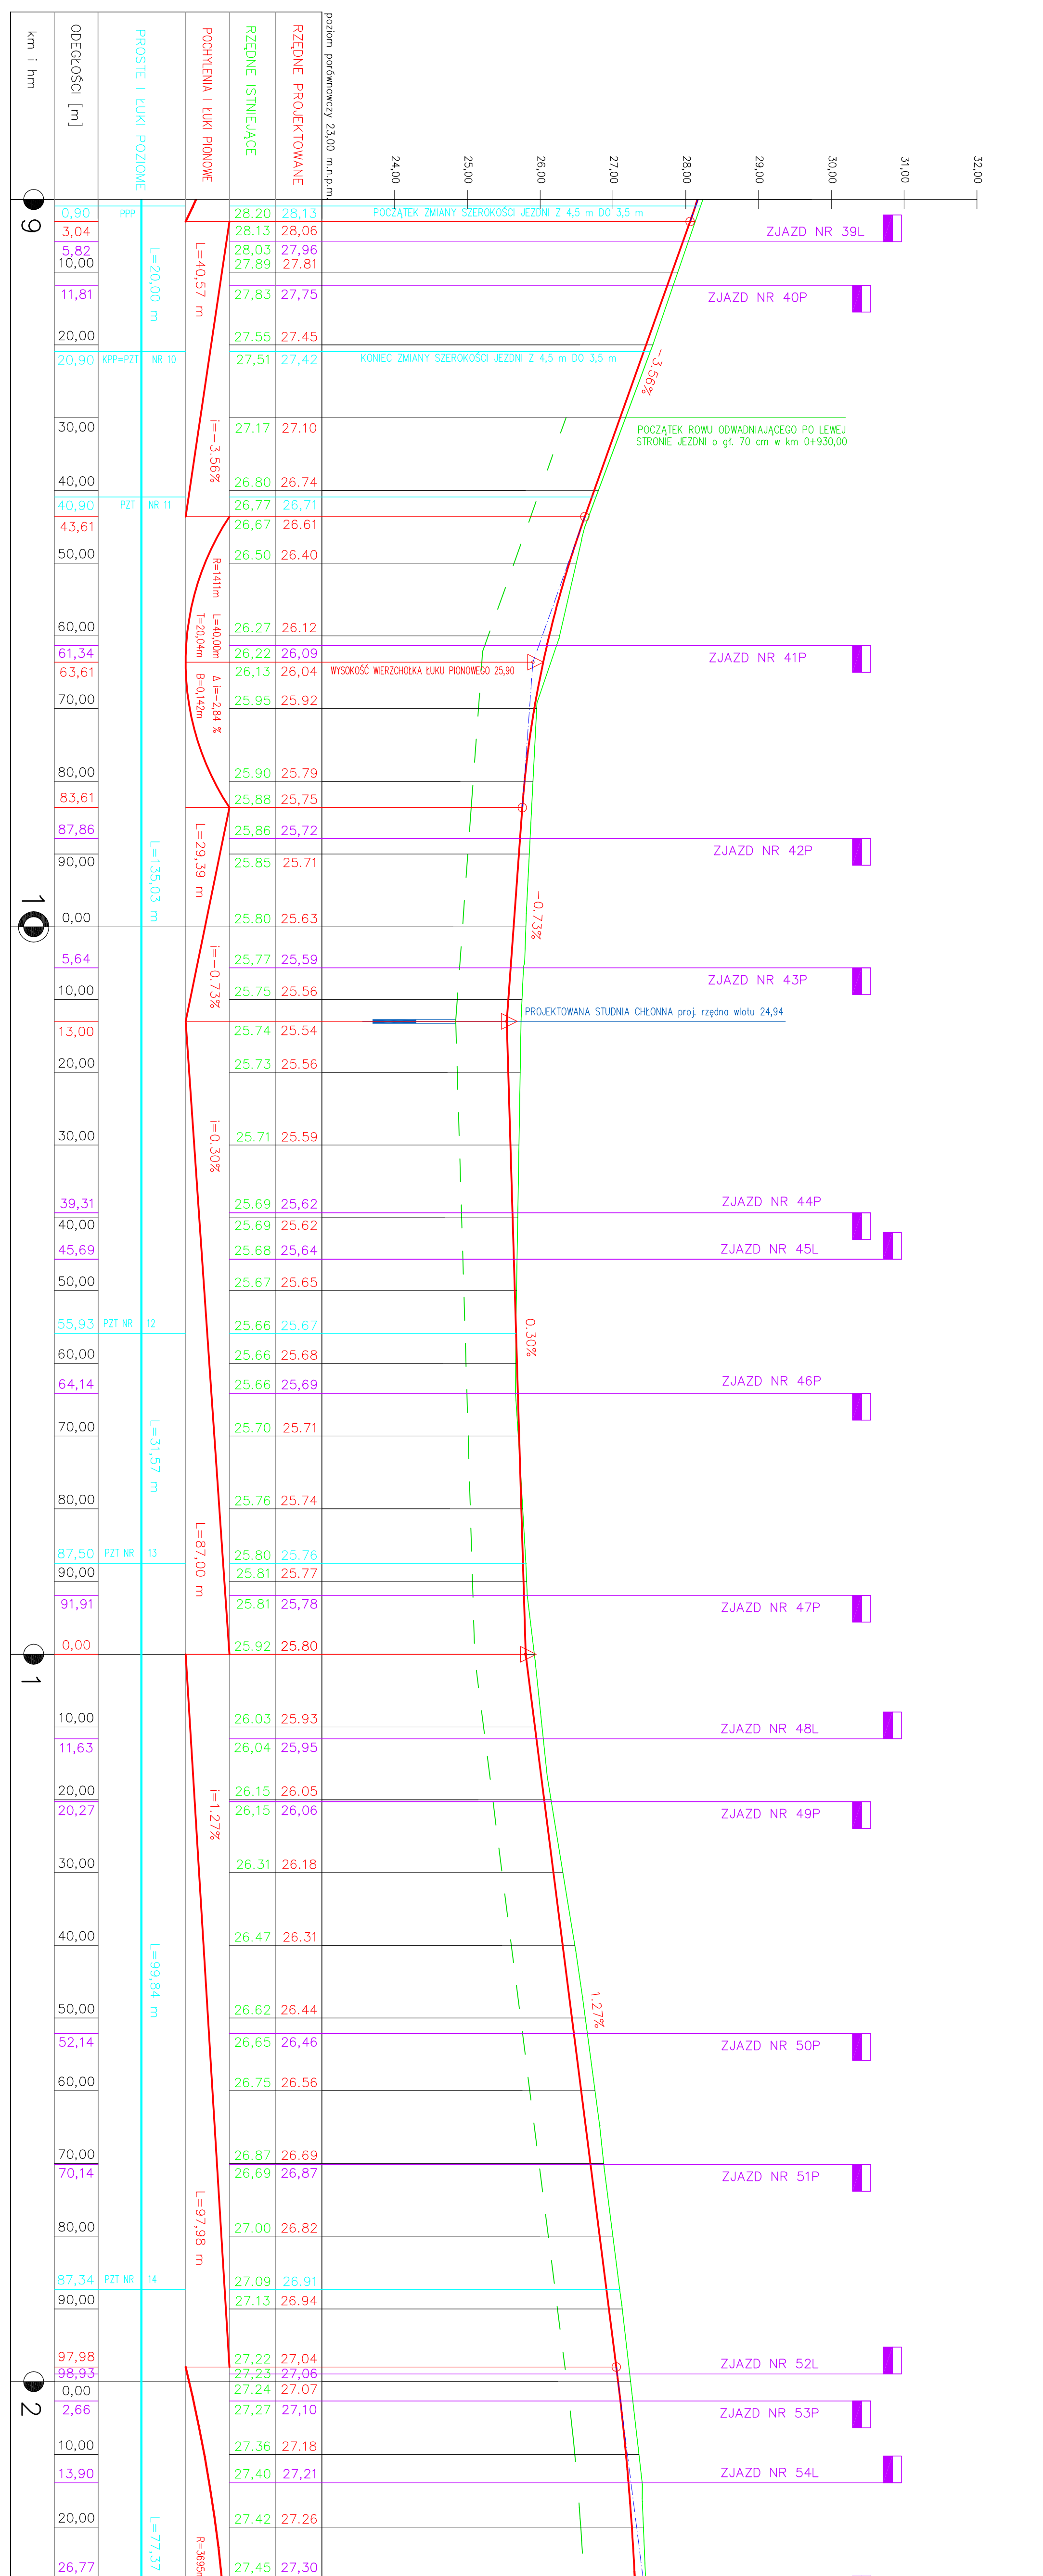 poziom porównawczy 23,00 m.n.p.m.
RZĘDNE PROJEKTOWANE
RZĘDNE ISTNIEJĄCE
POCHYLENIA I ŁUKI PIONOWE
PROSTE I ŁUKI POZIOME
ODEGŁOŚCI [m]
km i hm
24,00
25,00
26,00
27,00
28,00
29,00
30,00
31,00
32,00
9
0,90 PPP 28.20 28,13 POCZĄTEK ZMIANY SZEROKOŚCI JEZDNI Z 4,5 m DO 3,5 m
3,04 28.13 28,06 ZJAZD NR 39L
5,82 28,03 27,96
10,00 27.89 27.81
L=20,00 m L=40,57 m
11,81 27,83 27,75 ZJAZD NR 40P
20,00 27.55 27.45
20,90 KPP=PZT NR 10 27,51 27,42 KONIEC ZMIANY SZEROKOŚCI JEZDNI Z 4,5 m DO 3,5 m
-3.56%
30,00 i=-3.56% 27.17 27.10 POCZĄTEK ROWU ODWADNIAJĄCEGO PO LEWEJ
STRONIE JEZDNI o gł. 70 cm w km 0+930,00
40,00 26.80 26.74
40,90 PZT NR 11 26,77 26,71
43,61 26,67 26.61
50,00 26.50 26.40
R=1411m
60,00 26.27 26.12
L=40,00m
T=20,04m
61,34 26,22 26,09 ZJAZD NR 41P
63,61 26,13 26,04 WYSOKOŚĆ WIERZCHOŁKA ŁUKU PIONOWEGO 25,90
Δ i=-2,84 %
B=0,142m
70,00 25.95 25.92
80,00 25.90 25.79
83,61 25,88 25,75
87,86 25,86 25,72 ZJAZD NR 42P
L=135,03 m L=29,39 m
90,00 25.85 25.71
-0.73%
10
0,00 25.80 25.63
5,64 25,77 25,59 ZJAZD NR 43P
i=-0.73%
10,00 25.75 25.56
PROJEKTOWANA STUDNIA CHŁONNA proj. rzędna wlotu 24,94
13,00 25.74 25.54
20,00 25.73 25.56
30,00 i=0.30% 25.71 25.59
39,31 25.69 25,62 ZJAZD NR 44P
40,00 25.69 25.62
45,69 25.68 25,64 ZJAZD NR 45L
50,00 25.67 25.65
55,93 PZT NR 12 25.66 25.67
0.30%
60,00 25.66 25.68
64,14 25.66 25,69 ZJAZD NR 46P
70,00 25.70 25.71
L=31,57 m
80,00 25.76 25.74
87,50 PZT NR 13 25.80 25.76
L=87,00 m
90,00 25.81 25.77
91,91 25.81 25,78 ZJAZD NR 47P
0,00 25.92 25.80
1
10,00 26.03 25.93
11,63 26,04 25,95 ZJAZD NR 48L
20,00 26.15 26.05
20,27 i=1.27% 26,15 26,06 ZJAZD NR 49P
30,00 26.31 26.18
40,00 26.47 26.31
L=99,84 m
50,00 26.62 26.44
1.27%
52,14 26,65 26,46 ZJAZD NR 50P
60,00 26.75 26.56
70,00 26.87 26.69
70,14 26,69 26,87 ZJAZD NR 51P
80,00 27.00 26.82
L=97,98 m
87,34 PZT NR 14 27.09 26.91
90,00 27.13 26.94
97,98 27,22 27,04 ZJAZD NR 52L
98,93 27,23 27,06
0,00 27.24 27.07
2
2,66 27,27 27,10 ZJAZD NR 53P
10,00 27.36 27.18
13,90 27,40 27,21 ZJAZD NR 54L
20,00 27.42 27.26
L=77,37 R=3695m
26,77 27,45 27,30